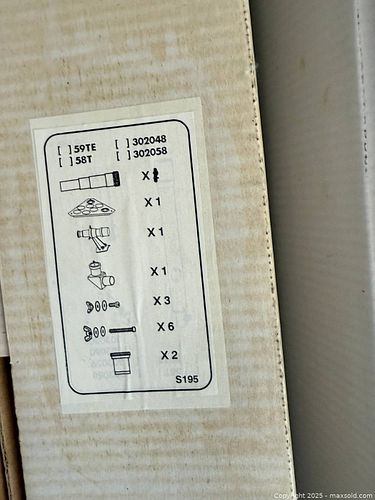 [ ] 59TE [ ] 302048
[ ] 58T [ ] 302058
X
X 1
X 1
X 1
X 3
X 6
X 2
S195
Copyright 2025 - maxsold.com